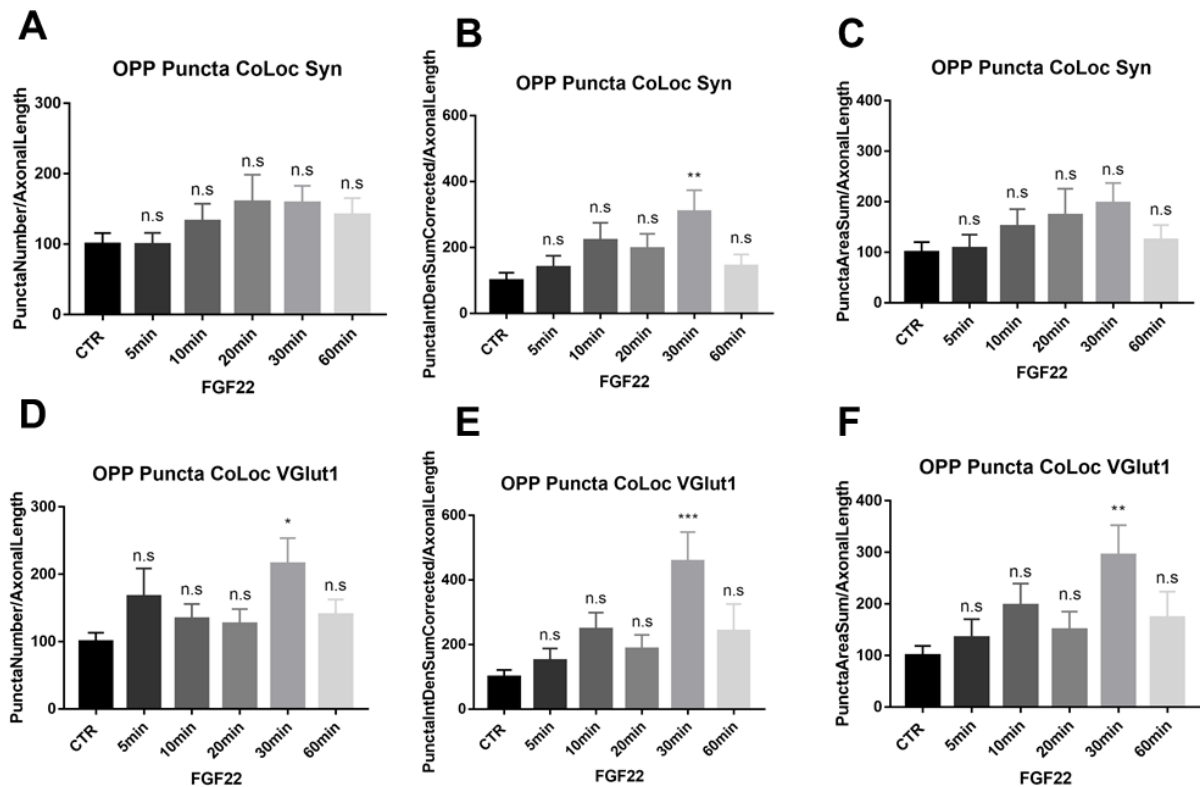 A
OPP Puncta CoLoc Syn
PunctaNumber/AxonalLength
300
200
100
0
n.s
n.s
n.s
n.s
n.s
CTR
5min
10min
20min
30min
60min
FGF22
B
OPP Puncta CoLoc Syn
PunctaIntDenSumCorrected/AxonalLength
600
400
200
0
n.s
n.s
n.s
**
n.s
CTR
5min
10min
20min
30min
60min
FGF22
C
OPP Puncta CoLoc Syn
PunctaAreaSum/AxonalLength
400
300
200
100
0
n.s
n.s
n.s
n.s
n.s
CTR
5min
10min
20min
30min
60min
FGF22
D
OPP Puncta CoLoc VGlut1
PunctaNumber/AxonalLength
300
200
100
0
n.s
n.s
n.s
*
n.s
CTR
5min
10min
20min
30min
60min
FGF22
E
OPP Puncta CoLoc VGlut1
PunctaIntDenSumCorrected/AxonalLength
600
400
200
0
n.s
n.s
n.s
***
n.s
CTR
5min
10min
20min
30min
60min
FGF22
F
OPP Puncta CoLoc VGlut1
PunctaAreaSum/AxonalLength
400
300
200
100
0
n.s
n.s
n.s
**
n.s
CTR
5min
10min
20min
30min
60min
FGF22